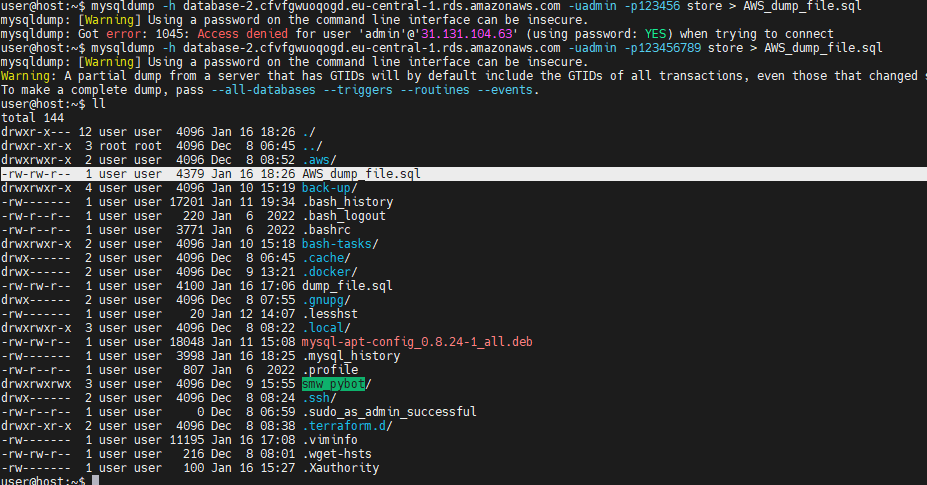 user@host:~$ mysqldump -h database-2.cfvfgwuoqogd.eu-central-1.rds.amazonaws.com -uadmin -p123456 store > AWS_dump_file.sql
mysqldump: [Warning] Using a password on the command line interface can be insecure.
mysqldump: Got error: 1045: Access denied for user 'admin'@'31.131.104.63' (using password: YES) when trying to connect
user@host:~$ mysqldump -h database-2.cfvfgwuoqogd.eu-central-1.rds.amazonaws.com -uadmin -p123456789 store > AWS_dump_file.sql
mysqldump: [Warning] Using a password on the command line interface can be insecure.
Warning: A partial dump from a server that has GTIDs will by default include the GTIDs of all transactions, even those that changed s
To make a complete dump, pass --all-databases --triggers --routines --events.
user@host:~$ ll
total 144
drwxr-x--- 12 user user  4096 Jan 16 18:26 ./
drwxr-xr-x  3 root root  4096 Dec  8 06:45 ../
drwxrwxr-x  2 user user  4096 Dec  8 08:52 .aws/
-rw-rw-r--  1 user user  4379 Jan 16 18:26 AWS_dump_file.sql
drwxrwxr-x  4 user user  4096 Jan 10 15:19 back-up/
-rw-------  1 user user 17201 Jan 11 19:34 .bash_history
-rw-r--r--  1 user user   220 Jan  6  2022 .bash_logout
-rw-r--r--  1 user user  3771 Jan  6  2022 .bashrc
drwxrwxr-x  2 user user  4096 Jan 10 15:18 bash-tasks/
drwx------  2 user user  4096 Dec  8 06:45 .cache/
drwx------  2 user user  4096 Dec  9 13:21 .docker/
-rw-rw-r--  1 user user  4100 Jan 16 17:06 dump_file.sql
drwx------  2 user user  4096 Dec  8 07:55 .gnupg/
-rw-------  1 user user    20 Jan 12 14:07 .lesshst
drwxrwxr-x  3 user user  4096 Dec  8 08:22 .local/
-rw-rw-r--  1 user user 18048 Jan 11 15:08 mysql-apt-config_0.8.24-1_all.deb
-rw-------  1 user user  3998 Jan 16 18:25 .mysql_history
-rw-r--r--  1 user user   807 Jan  6  2022 .profile
drwxrwxrwx  3 user user  4096 Dec  9 15:55 smw_pybot/
drwx------  2 user user  4096 Dec  8 08:24 .ssh/
-rw-r--r--  1 user user     0 Dec  8 06:59 .sudo_as_admin_successful
drwxr-xr-x  2 user user  4096 Dec  8 08:38 .terraform.d/
-rw-------  1 user user 11195 Jan 16 17:08 .viminfo
-rw-rw-r--  1 user user   216 Dec  8 08:01 .wget-hsts
-rw-------  1 user user   100 Jan 16 15:27 .Xauthority
user@host:~$